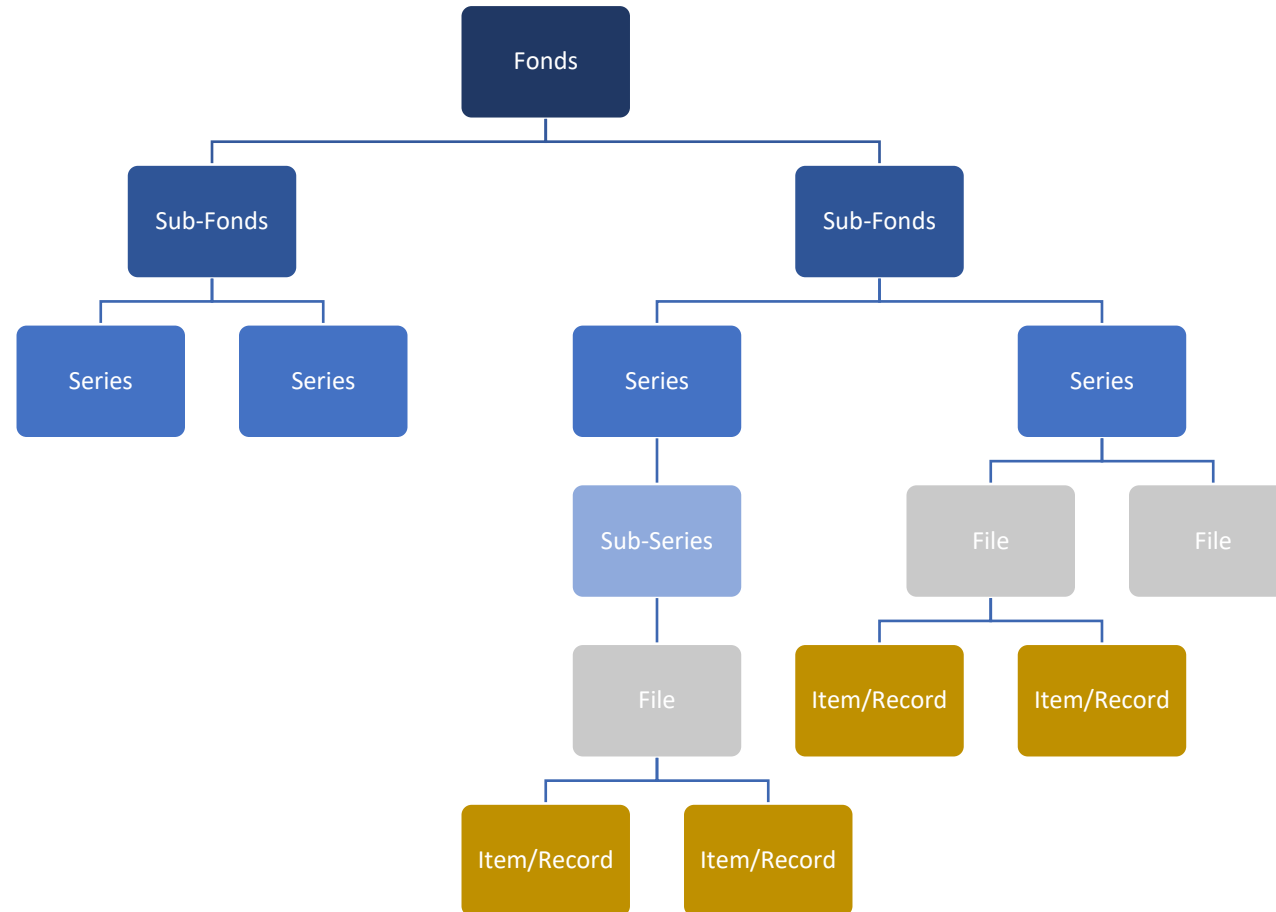 Fonds
Sub-Fonds
Sub-Fonds
Series
Series
Series
Series
Sub-Series
File
File
File
Item/Record
Item/Record
Item/Record
Item/Record